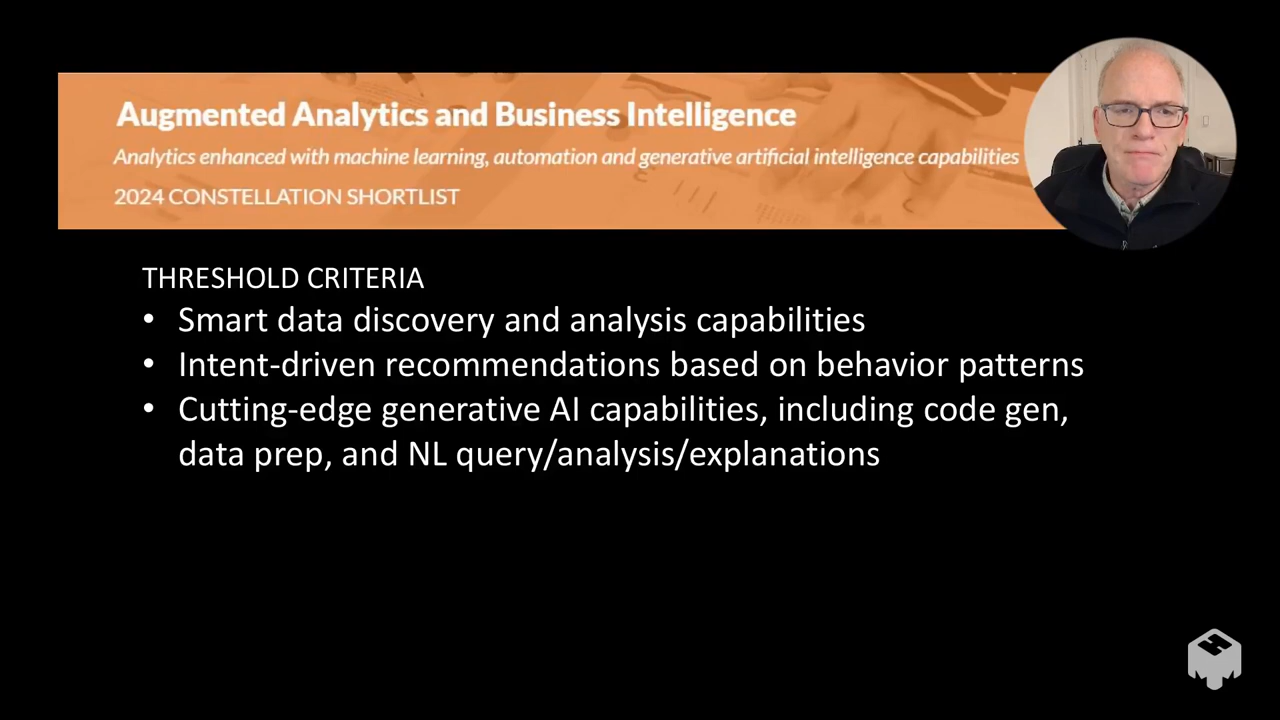 Augmented Analytics and Business Intelligence
Analytics enhanced with machine learning, automation and generative artificial intelligence capabilities
2024 CONSTELLATION SHORTLIST
THRESHOLD CRITERIA
• Smart data discovery and analysis capabilities
• Intent-driven recommendations based on behavior patterns
• Cutting-edge generative AI capabilities, including code gen,
data prep, and NL query/analysis/explanations